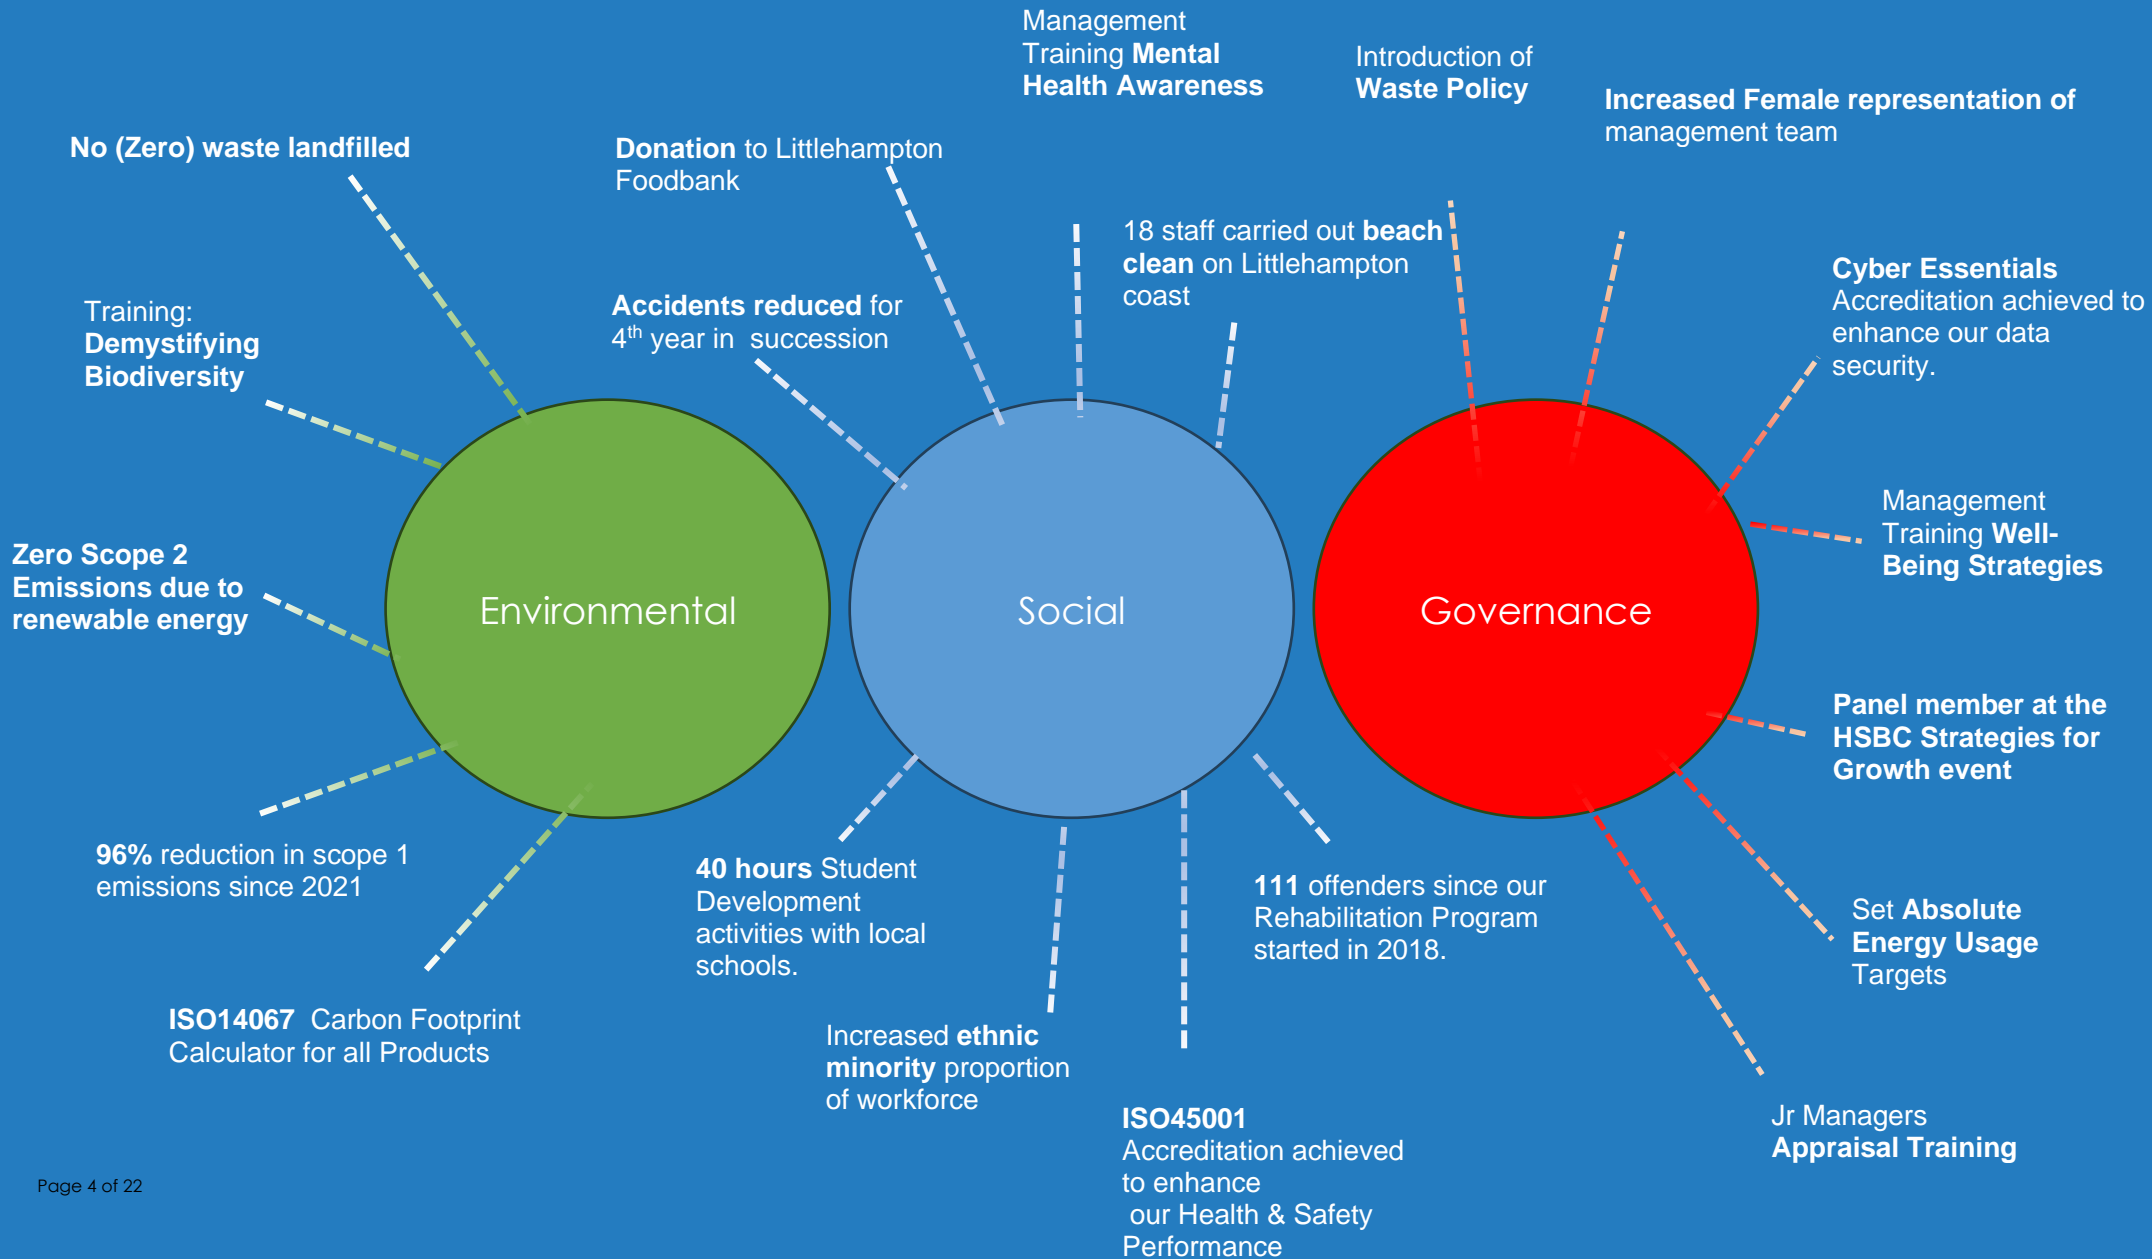 Management
Training Mental
Health Awareness
Introduction of
Waste Policy
Increased Female representation of
management team
No (Zero) waste landfilled
Donation to Littlehampton
Foodbank
18 staff carried out beach
clean on Littlehampton
coast
Cyber Essentials
Accreditation achieved to
enhance our data
security.
Training:
Demystifying
Biodiversity
Accidents reduced for
4th year in  succession
Management
Training Well-
Being Strategies
Zero Scope 2
Emissions due to
renewable energy
Environmental
Social
Governance
Panel member at the
HSBC Strategies for
Growth event
96% reduction in scope 1
emissions since 2021
40 hours Student
Development
activities with local
schools.
111 offenders since our
Rehabilitation Program
started in 2018.
Set Absolute
Energy Usage
Targets
ISO14067  Carbon Footprint
Calculator for all Products
Increased ethnic
minority proportion
of workforce
ISO45001
Accreditation achieved
to enhance
our Health & Safety
Performance
Jr Managers
Appraisal Training
Page 4 of 22